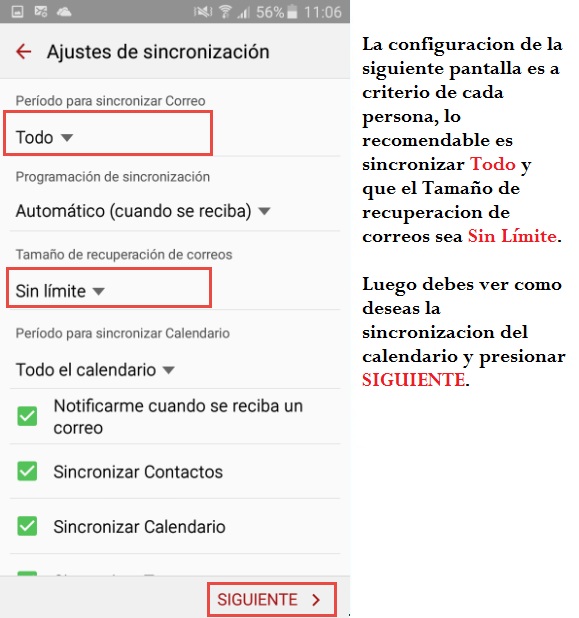 56% 11:06
Ajustes de sincronización
Período para sincronizar Correo
Todo
Programación de sincronización
Automático (cuando se reciba)
Tamaño de recuperación de correos
Sin límite
Período para sincronizar Calendario
Todo el calendario
Notificarme cuando se reciba un
correo
Sincronizar Contactos
Sincronizar Calendario
SIGUIENTE
La configuracion de la
siguiente pantalla es a
criterio de cada
persona, lo
recomendable es
sincronizar Todo y
que el Tamaño de
recuperacion de
correos sea Sin Límite.
Luego debes ver como
deseas la
sincronizacion del
calendario y presionar
SIGUIENTE.